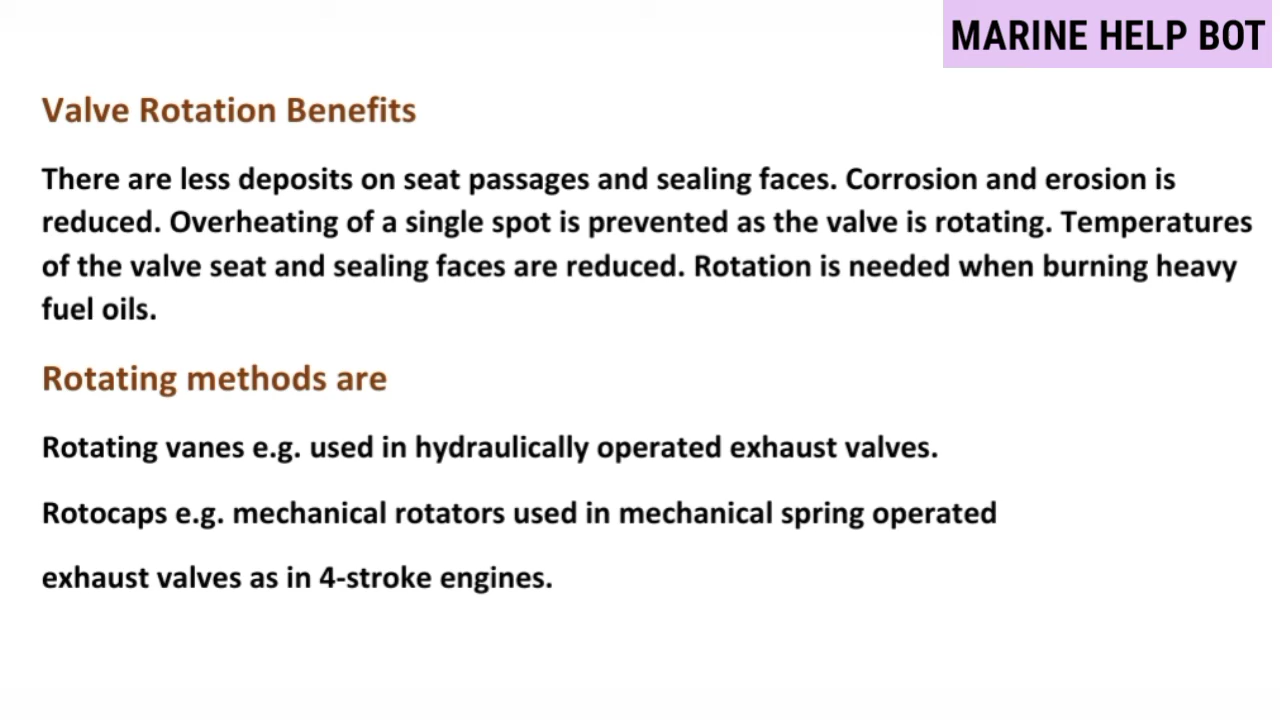 MARINE HELP BOT
Valve Rotation Benefits
There are less deposits on seat passages and sealing faces. Corrosion and erosion is
reduced. Overheating of a single spot is prevented as the valve is rotating. Temperatures
of the valve seat and sealing faces are reduced. Rotation is needed when burning heavy
fuel oils.
Rotating methods are
Rotating vanes e.g. used in hydraulically operated exhaust valves.
Rotocaps e.g. mechanical rotators used in mechanical spring operated
exhaust valves as in 4-stroke engines.